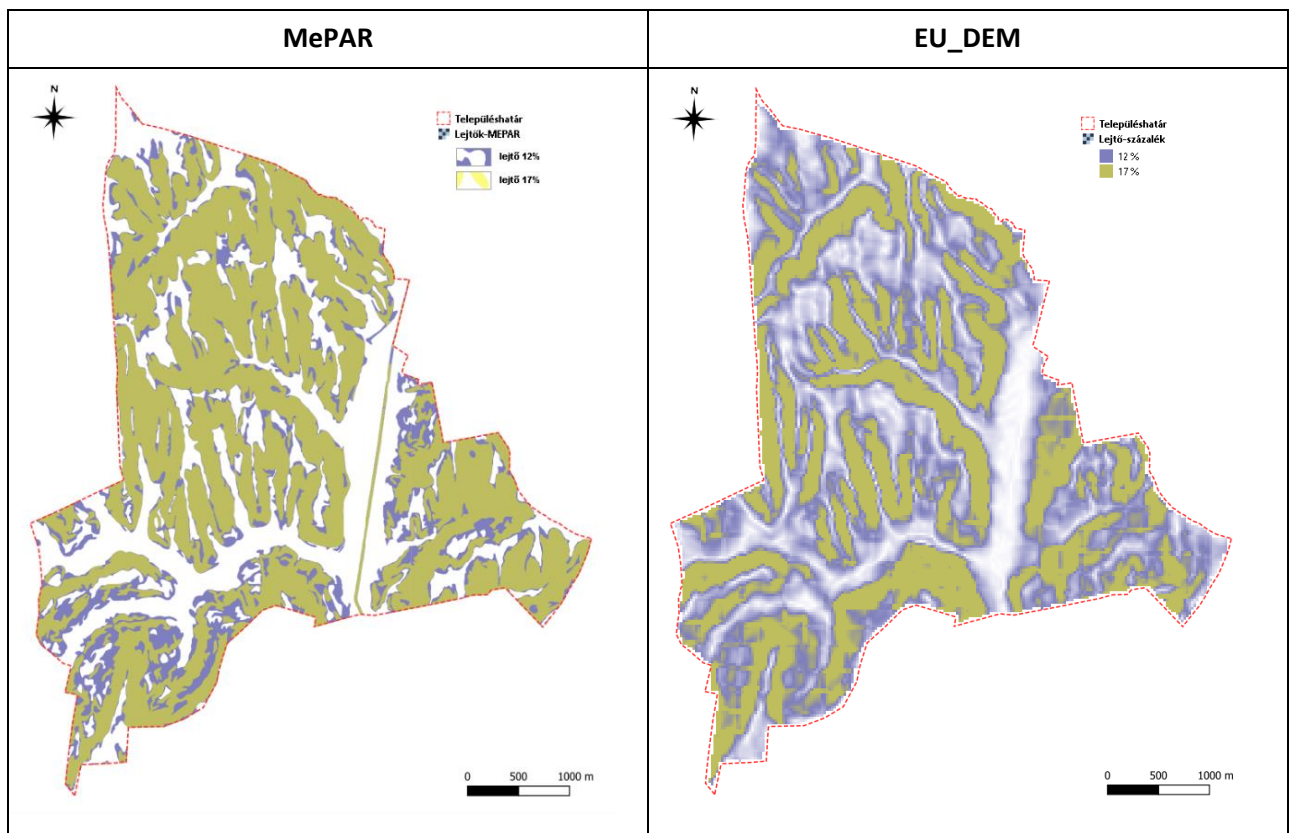 MePAR
EU_DEM
N
Településhatár
Lejtők-MEPAR
lejtő 12%
lejtő 17%
0 500 1000 m
N
Településhatár
Lejtő-százalék
12 %
17 %
0 500 1000 m